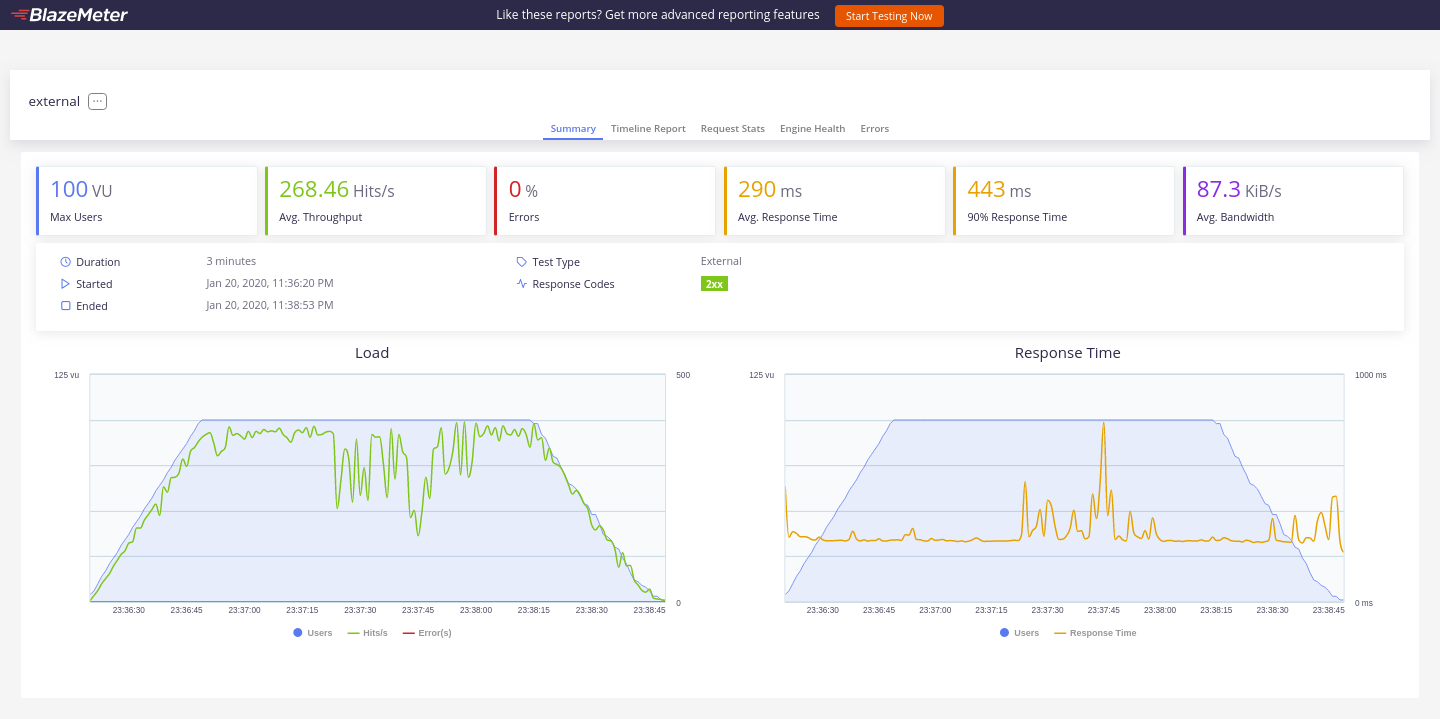 BlazeMeter
Like these reports? Get more advanced reporting features Start Testing Now
external ...
Summary Timeline Report Request Stats Engine Health Errors
100 VU 268.46 Hits/s 0 % 290 ms 443 ms 87.3 KiB/s
Max Users Avg. Throughput Errors Avg. Response Time 90% Response Time Avg. Bandwidth
Duration 3 minutes Test Type External
Started Jan 20, 2020, 11:36:20 PM Response Codes 2xx
Ended Jan 20, 2020, 11:38:53 PM
Load
125 vu 500
0
23:36:30 23:36:45 23:37:00 23:37:15 23:37:30 23:37:45 23:38:00 23:38:15 23:38:30 23:38:45
Users Hits/s Error(s)
Response Time
125 vu 1000 ms
0 ms
23:36:30 23:36:45 23:37:00 23:37:15 23:37:30 23:37:45 23:38:00 23:38:15 23:38:30 23:38:45
Users Response Time